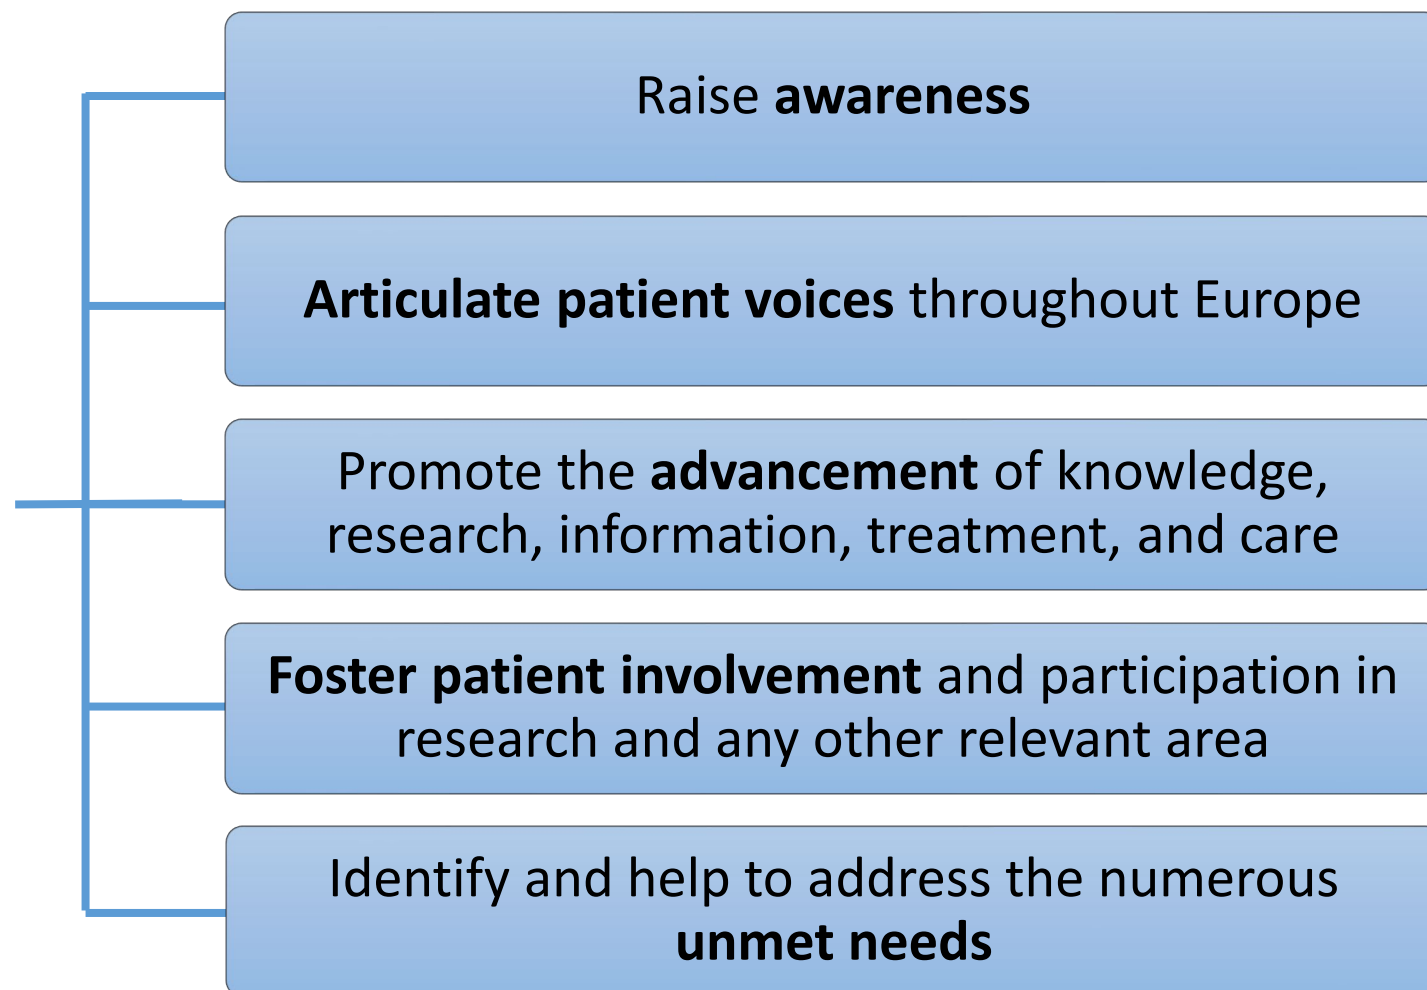 Raise awareness
Articulate patient voices throughout Europe
Promote the advancement of knowledge,
research, information, treatment, and care
Foster patient involvement and participation in
research and any other relevant area
Identify and help to address the numerous
unmet needs